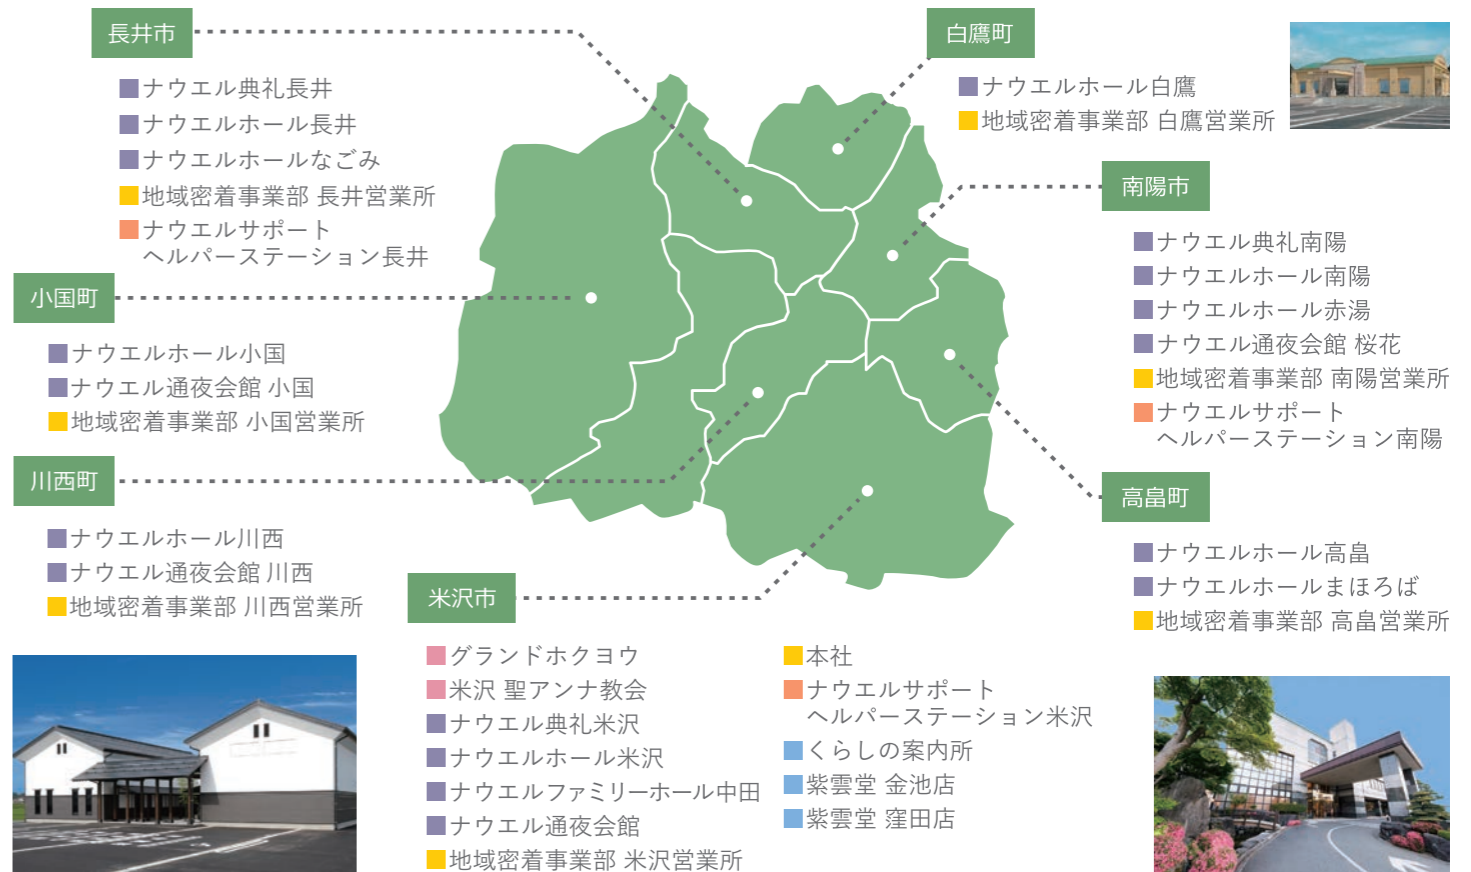 長井市
ナウエル典礼長井
ナウエルホール長井
ナウエルホールなごみ
地域密着事業部 長井営業所
ナウエルサポート
ヘルパーステーション長井
小国町
ナウエルホール小国
ナウエル通夜会館 小国
地域密着事業部 小国営業所
川西町
ナウエルホール川西
ナウエル通夜会館 川西
地域密着事業部 川西営業所
米沢市
グランドホクヨウ
米沢 聖アンナ教会
ナウエル典礼米沢
ナウエルホール米沢
ナウエルファミリーホール中田
ナウエル通夜会館
地域密着事業部 米沢営業所
本社
ナウエルサポート
ヘルパーステーション米沢
くらしの案内所
紫雲堂 金池店
紫雲堂 窪田店
白鷹町
ナウエルホール白鷹
地域密着事業部 白鷹営業所
南陽市
ナウエル典礼南陽
ナウエルホール南陽
ナウエルホール赤湯
ナウエル通夜会館 桜花
地域密着事業部 南陽営業所
ナウエルサポート
ヘルパーステーション南陽
高畠町
ナウエルホール高畠
ナウエルホールまほろば
地域密着事業部 高畠営業所